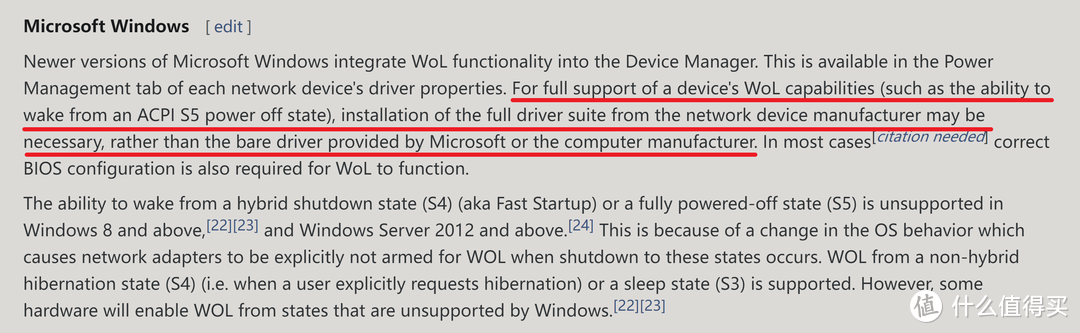 Microsoft Windows [ edit ]
Newer versions of Microsoft Windows integrate WoL functionality into the Device Manager. This is available in the Power
Management tab of each network device's driver properties. For full support of a device's WoL capabilities (such as the ability to
wake from an ACPI S5 power off state), installation of the full driver suite from the network device manufacturer may be
necessary, rather than the bare driver provided by Microsoft or the computer manufacturer. In most cases[citation needed] correct
BIOS configuration is also required for WoL to function.
The ability to wake from a hybrid shutdown state (S4) (aka Fast Startup) or a fully powered-off state (S5) is unsupported in
Windows 8 and above,[22][23] and Windows Server 2012 and above.[24] This is because of a change in the OS behavior which
causes network adapters to be explicitly not armed for WOL when shutdown to these states occurs. WOL from a non-hybrid
hibernation state (S4) (i.e. when a user explicitly requests hibernation) or a sleep state (S3) is supported. However, some
hardware will enable WOL from states that are unsupported by Windows.[22][23]
值 什么值得买